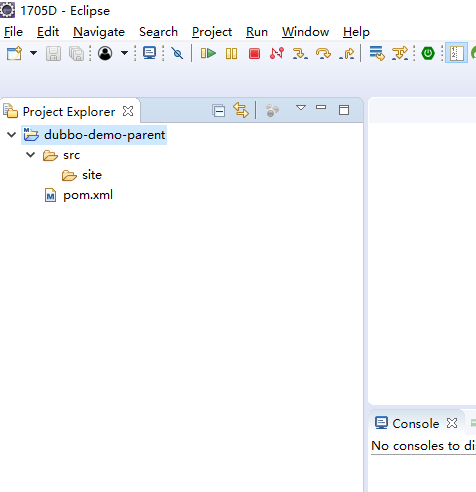 1705D - Eclipse
File Edit Navigate Search Project Run Window Help
Project Explorer
dubbo-demo-parent
src
site
pom.xml
Console
No consoles to di